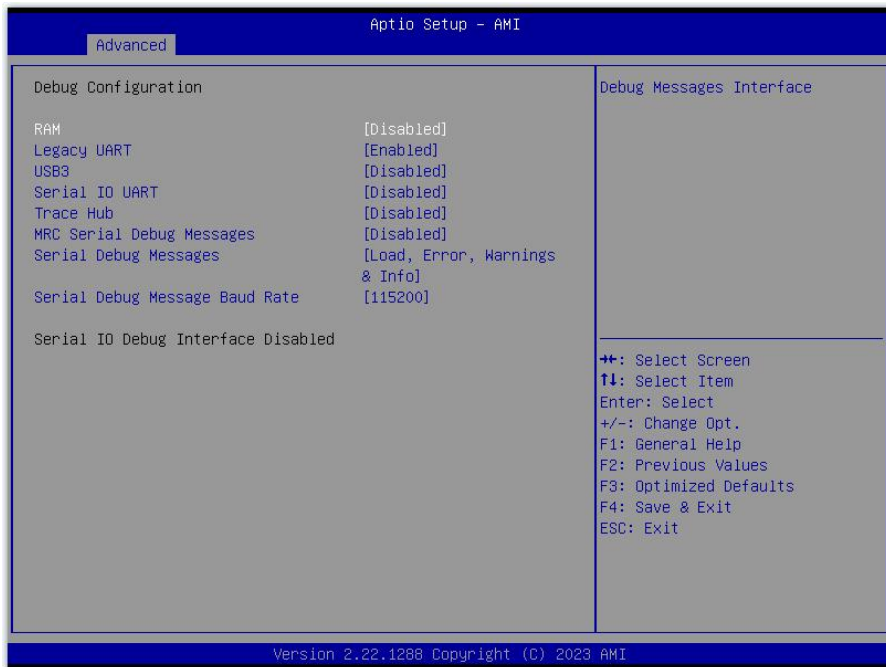 Aptio Setup – AMI
Advanced
Debug Configuration
RAM [Disabled]
Legacy UART [Enabled]
USB3 [Disabled]
Serial IO UART [Disabled]
Trace Hub [Disabled]
MRC Serial Debug Messages [Disabled]
Serial Debug Messages [Load, Error, Warnings
& Info]
Serial Debug Message Baud Rate [115200]
Serial IO Debug Interface Disabled
Debug Messages Interface
→←: Select Screen
↑↓: Select Item
Enter: Select
+/-: Change Opt.
F1: General Help
F2: Previous Values
F3: Optimized Defaults
F4: Save & Exit
ESC: Exit
Version 2.22.1288 Copyright (C) 2023 AMI